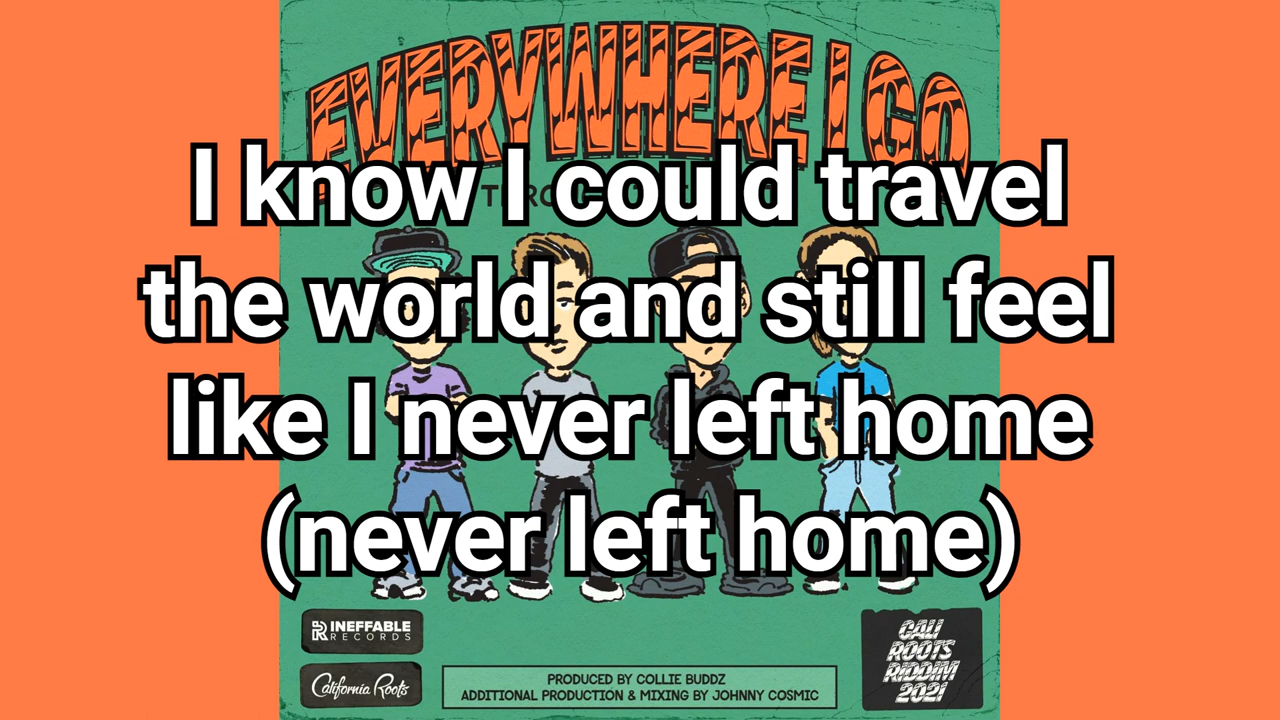 EVERYWHERE I GO
I know I could travel
the world and still feel
like I never left home
(never left home)
INEFFABLE
RECORDS
California Roots
PRODUCED BY COLLIE BUDDZ
ADDITIONAL PRODUCTION & MIXING BY JOHNNY COSMIC
CALI
ROOTS
RIDDIM
2021